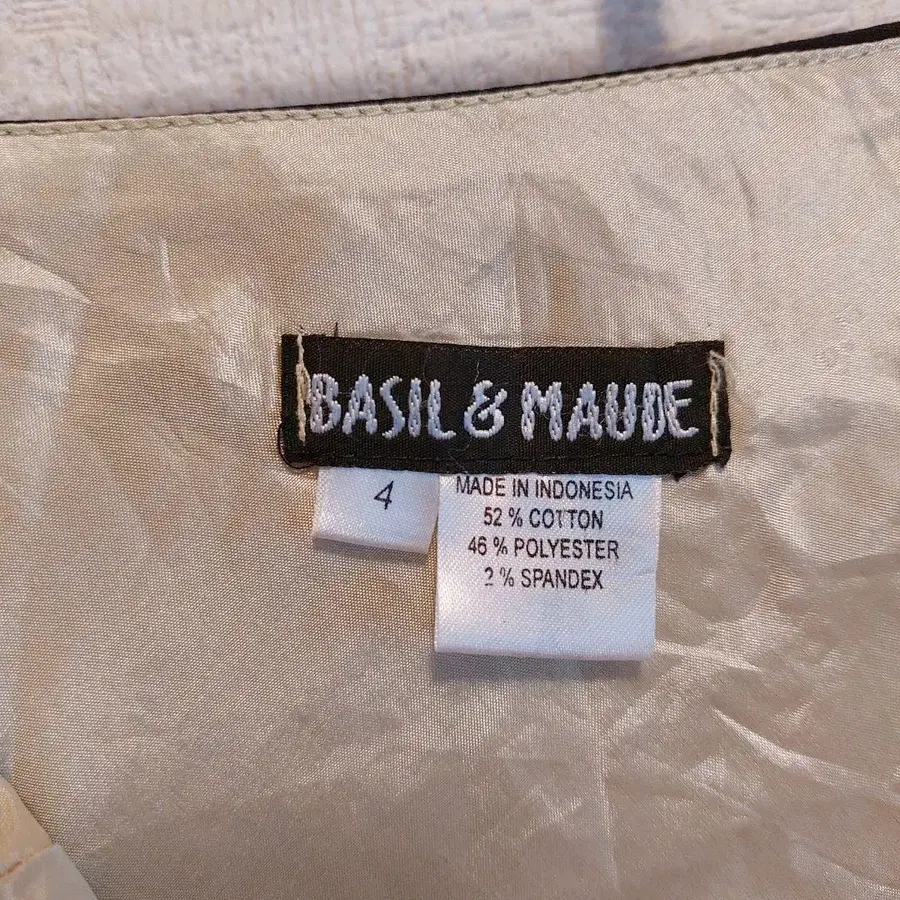 BASIL & MAUDE
4
MADE IN INDONESIA
52 % COTTON
46 % POLYESTER
2 % SPANDEX